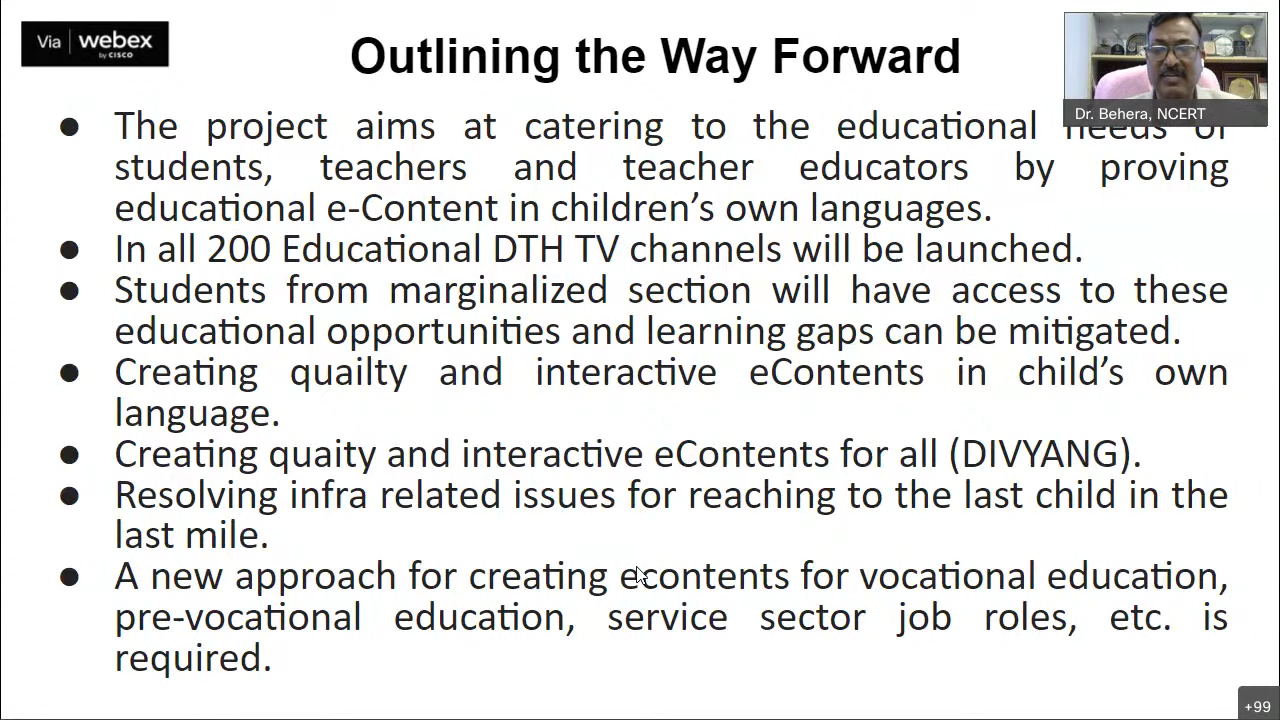 Via webex
by CISCO
Outlining the Way Forward
Dr. Behera, NCERT
● The project aims at catering to the educational needs of
students, teachers and teacher educators by proving
educational e-Content in children’s own languages.
● In all 200 Educational DTH TV channels will be launched.
● Students from marginalized section will have access to these
educational opportunities and learning gaps can be mitigated.
● Creating quailty and interactive eContents in child’s own
language.
● Creating quaity and interactive eContents for all (DIVYANG).
● Resolving infra related issues for reaching to the last child in the
last mile.
● A new approach for creating econtents for vocational education,
pre-vocational education, service sector job roles, etc. is
required.
+99